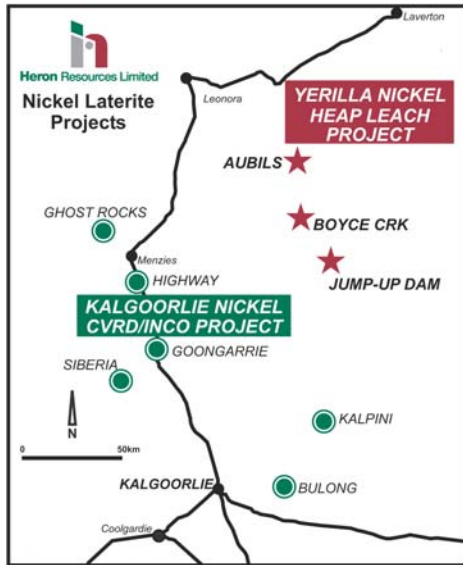 Laverton
Heron Resources Limited
Nickel Laterite
Projects
Leonora
YERILLA NICKEL
HEAP LEACH
PROJECT
AUBILS
GHOST ROCKS
BOYCE CRK
Menzies
JUMP-UP DAM
HIGHWAY
KALGOORLIE NICKEL
CVRD/INCO PROJECT
GOONGARRIE
SIBERIA
N
KALPINI
0
50km
KALGOORLIE
BULONG
Coolgardie